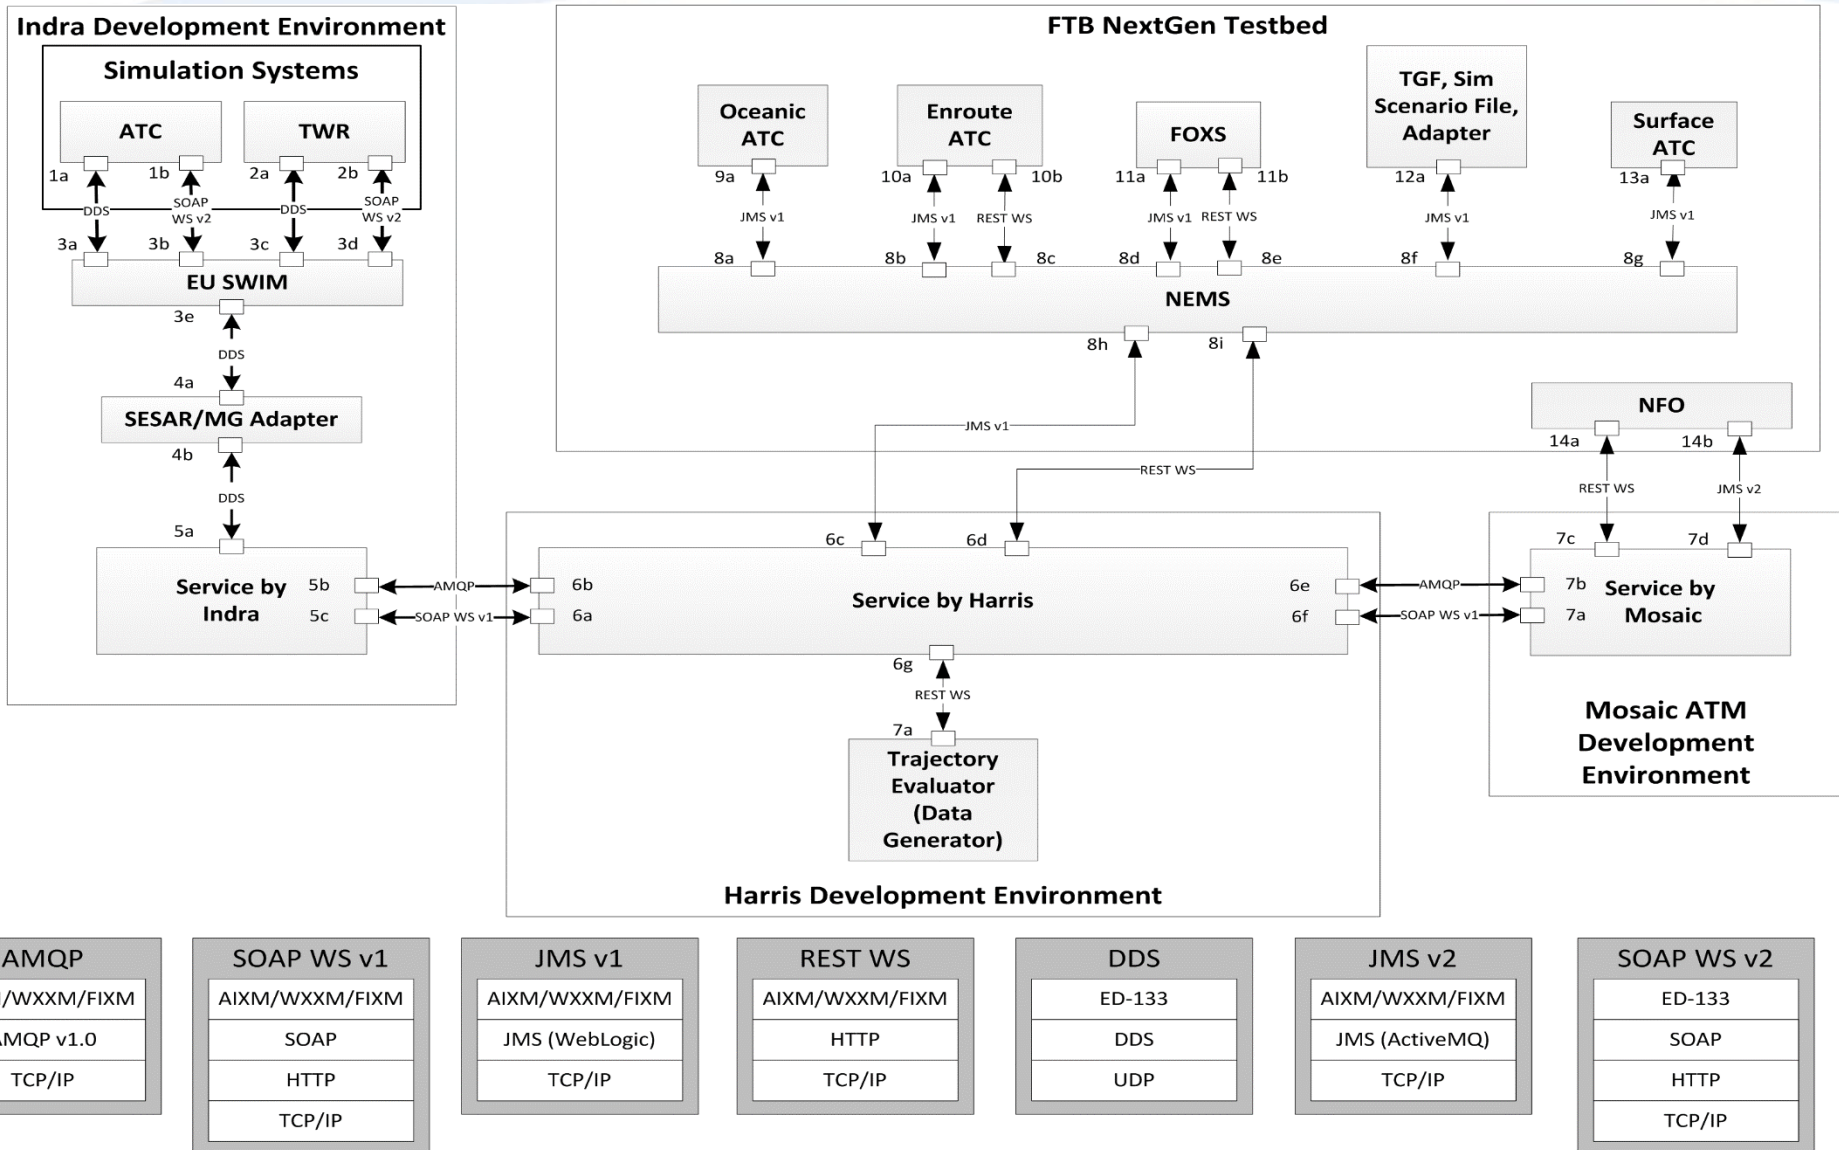 Indra Development Environment
Simulation Systems
ATC
TWR
1a
1b
2a
2b
DDS
SOAP
WS v2
DDS
SOAP
WS v2
3a
3b
3c
3d
EU SWIM
3e
DDS
4a
SESAR/MG Adapter
4b
DDS
5a
Service by
Indra
5b
5c
AMQP
SOAP WS v1
FTB NextGen Testbed
Oceanic
ATC
Enroute
ATC
FOXS
TGF, Sim
Scenario File,
Adapter
Surface
ATC
9a
10a
10b
11a
11b
12a
13a
JMS v1
JMS v1
REST WS
JMS v1
REST WS
JMS v1
JMS v1
8a
8b
8c
8d
8e
8f
8g
NEMS
8h
8i
JMS v1
REST WS
NFO
14a
14b
REST WS
JMS v2
6c
6d
6b
6a
Service by Harris
6e
6f
6g
REST WS
7a
Trajectory
Evaluator
(Data
Generator)
Harris Development Environment
AMQP
SOAP WS v1
7c
7d
7b
7a
Service by
Mosaic
Mosaic ATM
Development
Environment
AMQP
/WXXM/FIXM
MQP v1.0
TCP/IP
SOAP WS v1
AIXM/WXXM/FIXM
SOAP
HTTP
TCP/IP
JMS v1
AIXM/WXXM/FIXM
JMS (WebLogic)
TCP/IP
REST WS
AIXM/WXXM/FIXM
HTTP
TCP/IP
DDS
ED-133
DDS
UDP
JMS v2
AIXM/WXXM/FIXM
JMS (ActiveMQ)
TCP/IP
SOAP WS v2
ED-133
SOAP
HTTP
TCP/IP